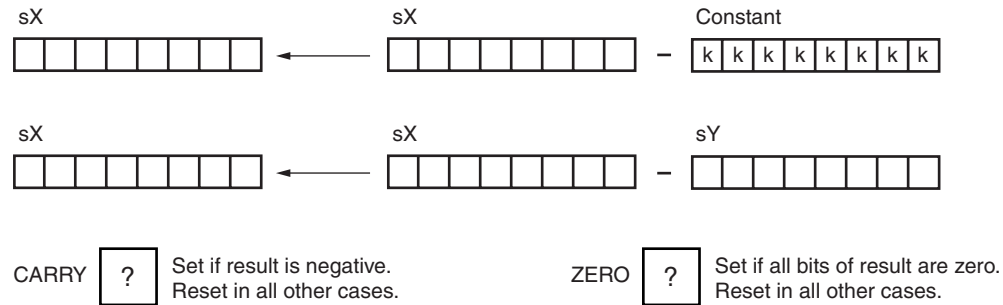 sX sX Constant
← – k k k k k k k k
sX sX sY
← –
CARRY ? Set if result is negative. ZERO ? Set if all bits of result are zero.
Reset in all other cases. Reset in all other cases.